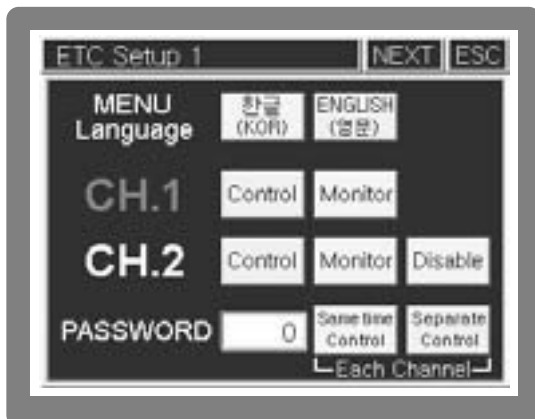 ETC Setup 1 NEXT ESC
MENU 한글 ENGLISH
Language (KOR) (영문)
CH.1 Control Monitor
CH.2 Control Monitor Disable
PASSWORD 0 Same time Separate
Control Control
Each Channel